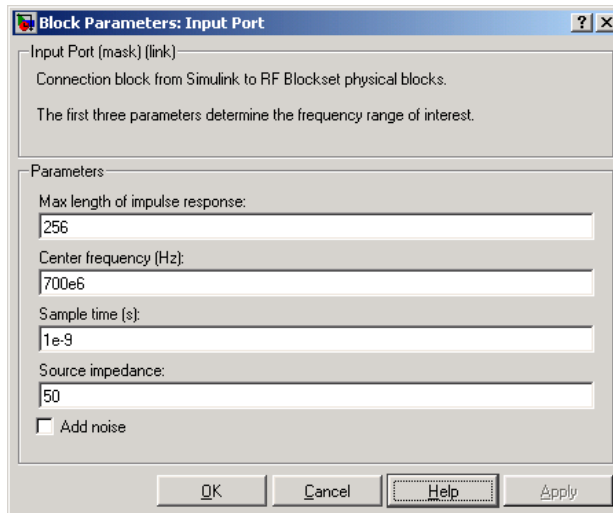 Block Parameters: Input Port
Input Port (mask) (link)
Connection block from Simulink to RF Blockset physical blocks.
The first three parameters determine the frequency range of interest.
Parameters
Max length of impulse response:
256
Center frequency (Hz):
700e6
Sample time (s):
1e-9
Source impedance:
50
Add noise
OK Cancel Help Apply